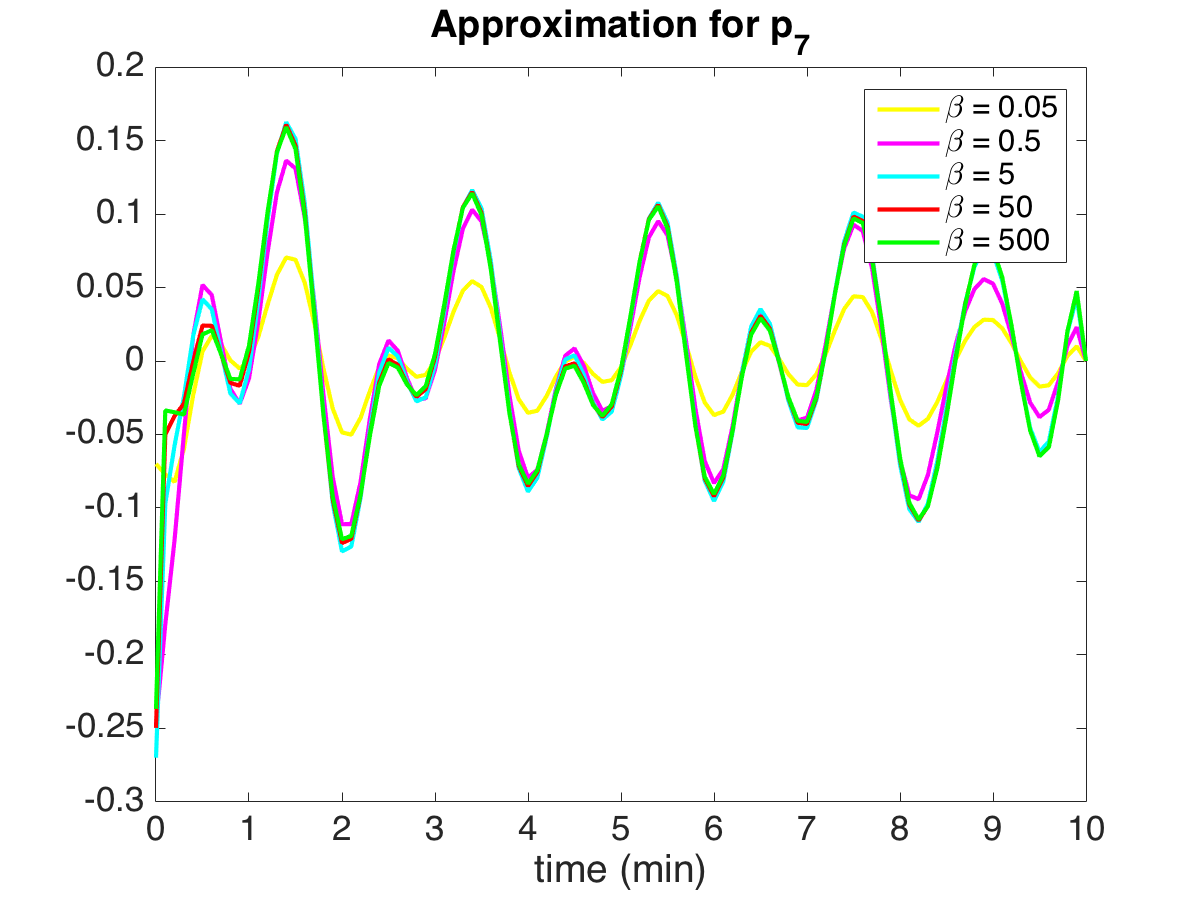 Approximation for p7
0.2
0.15
0.1
0.05
0
-0.05
-0.1
-0.15
-0.2
-0.25
-0.3
β = 0.05
β = 0.5
β = 5
β = 50
β = 500
0 1 2 3 4 5 6 7 8 9 10
time (min)